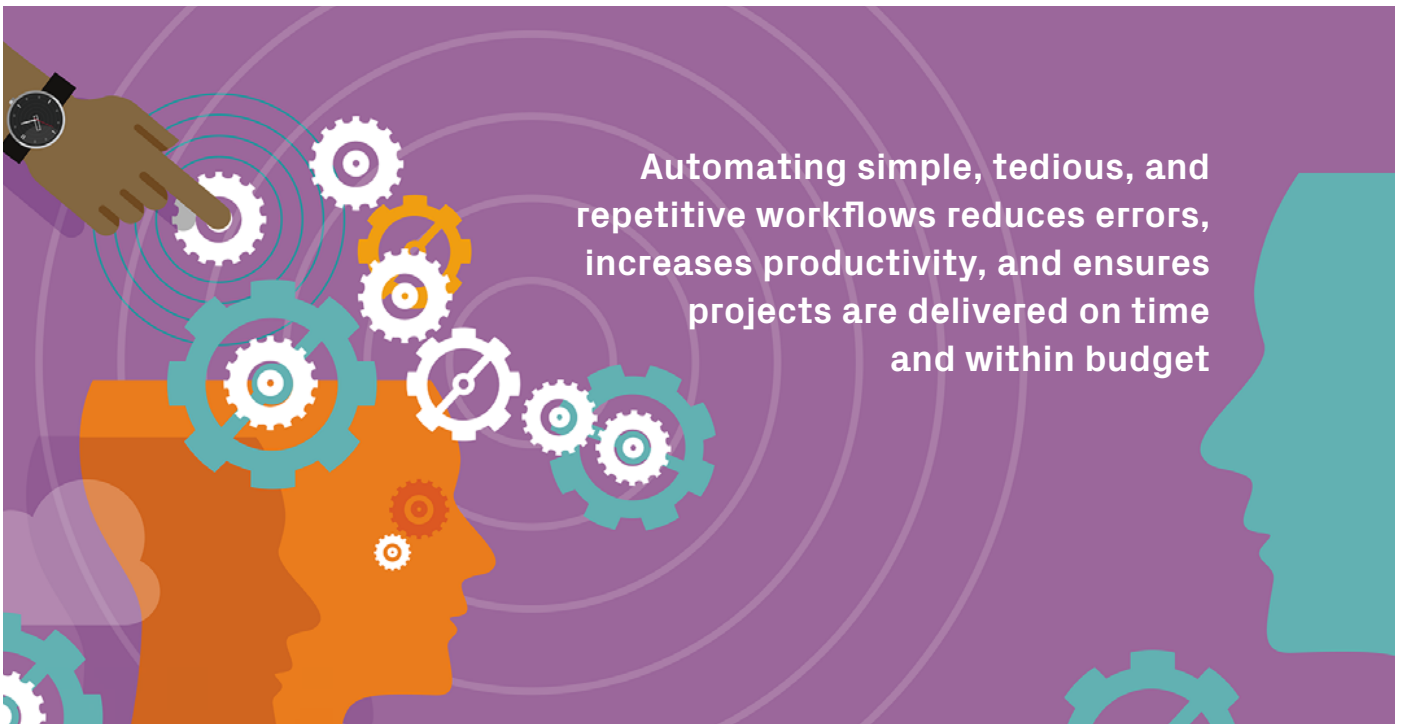 Automating simple, tedious, and
repetitive workflows reduces errors,
increases productivity, and ensures
projects are delivered on time
and within budget